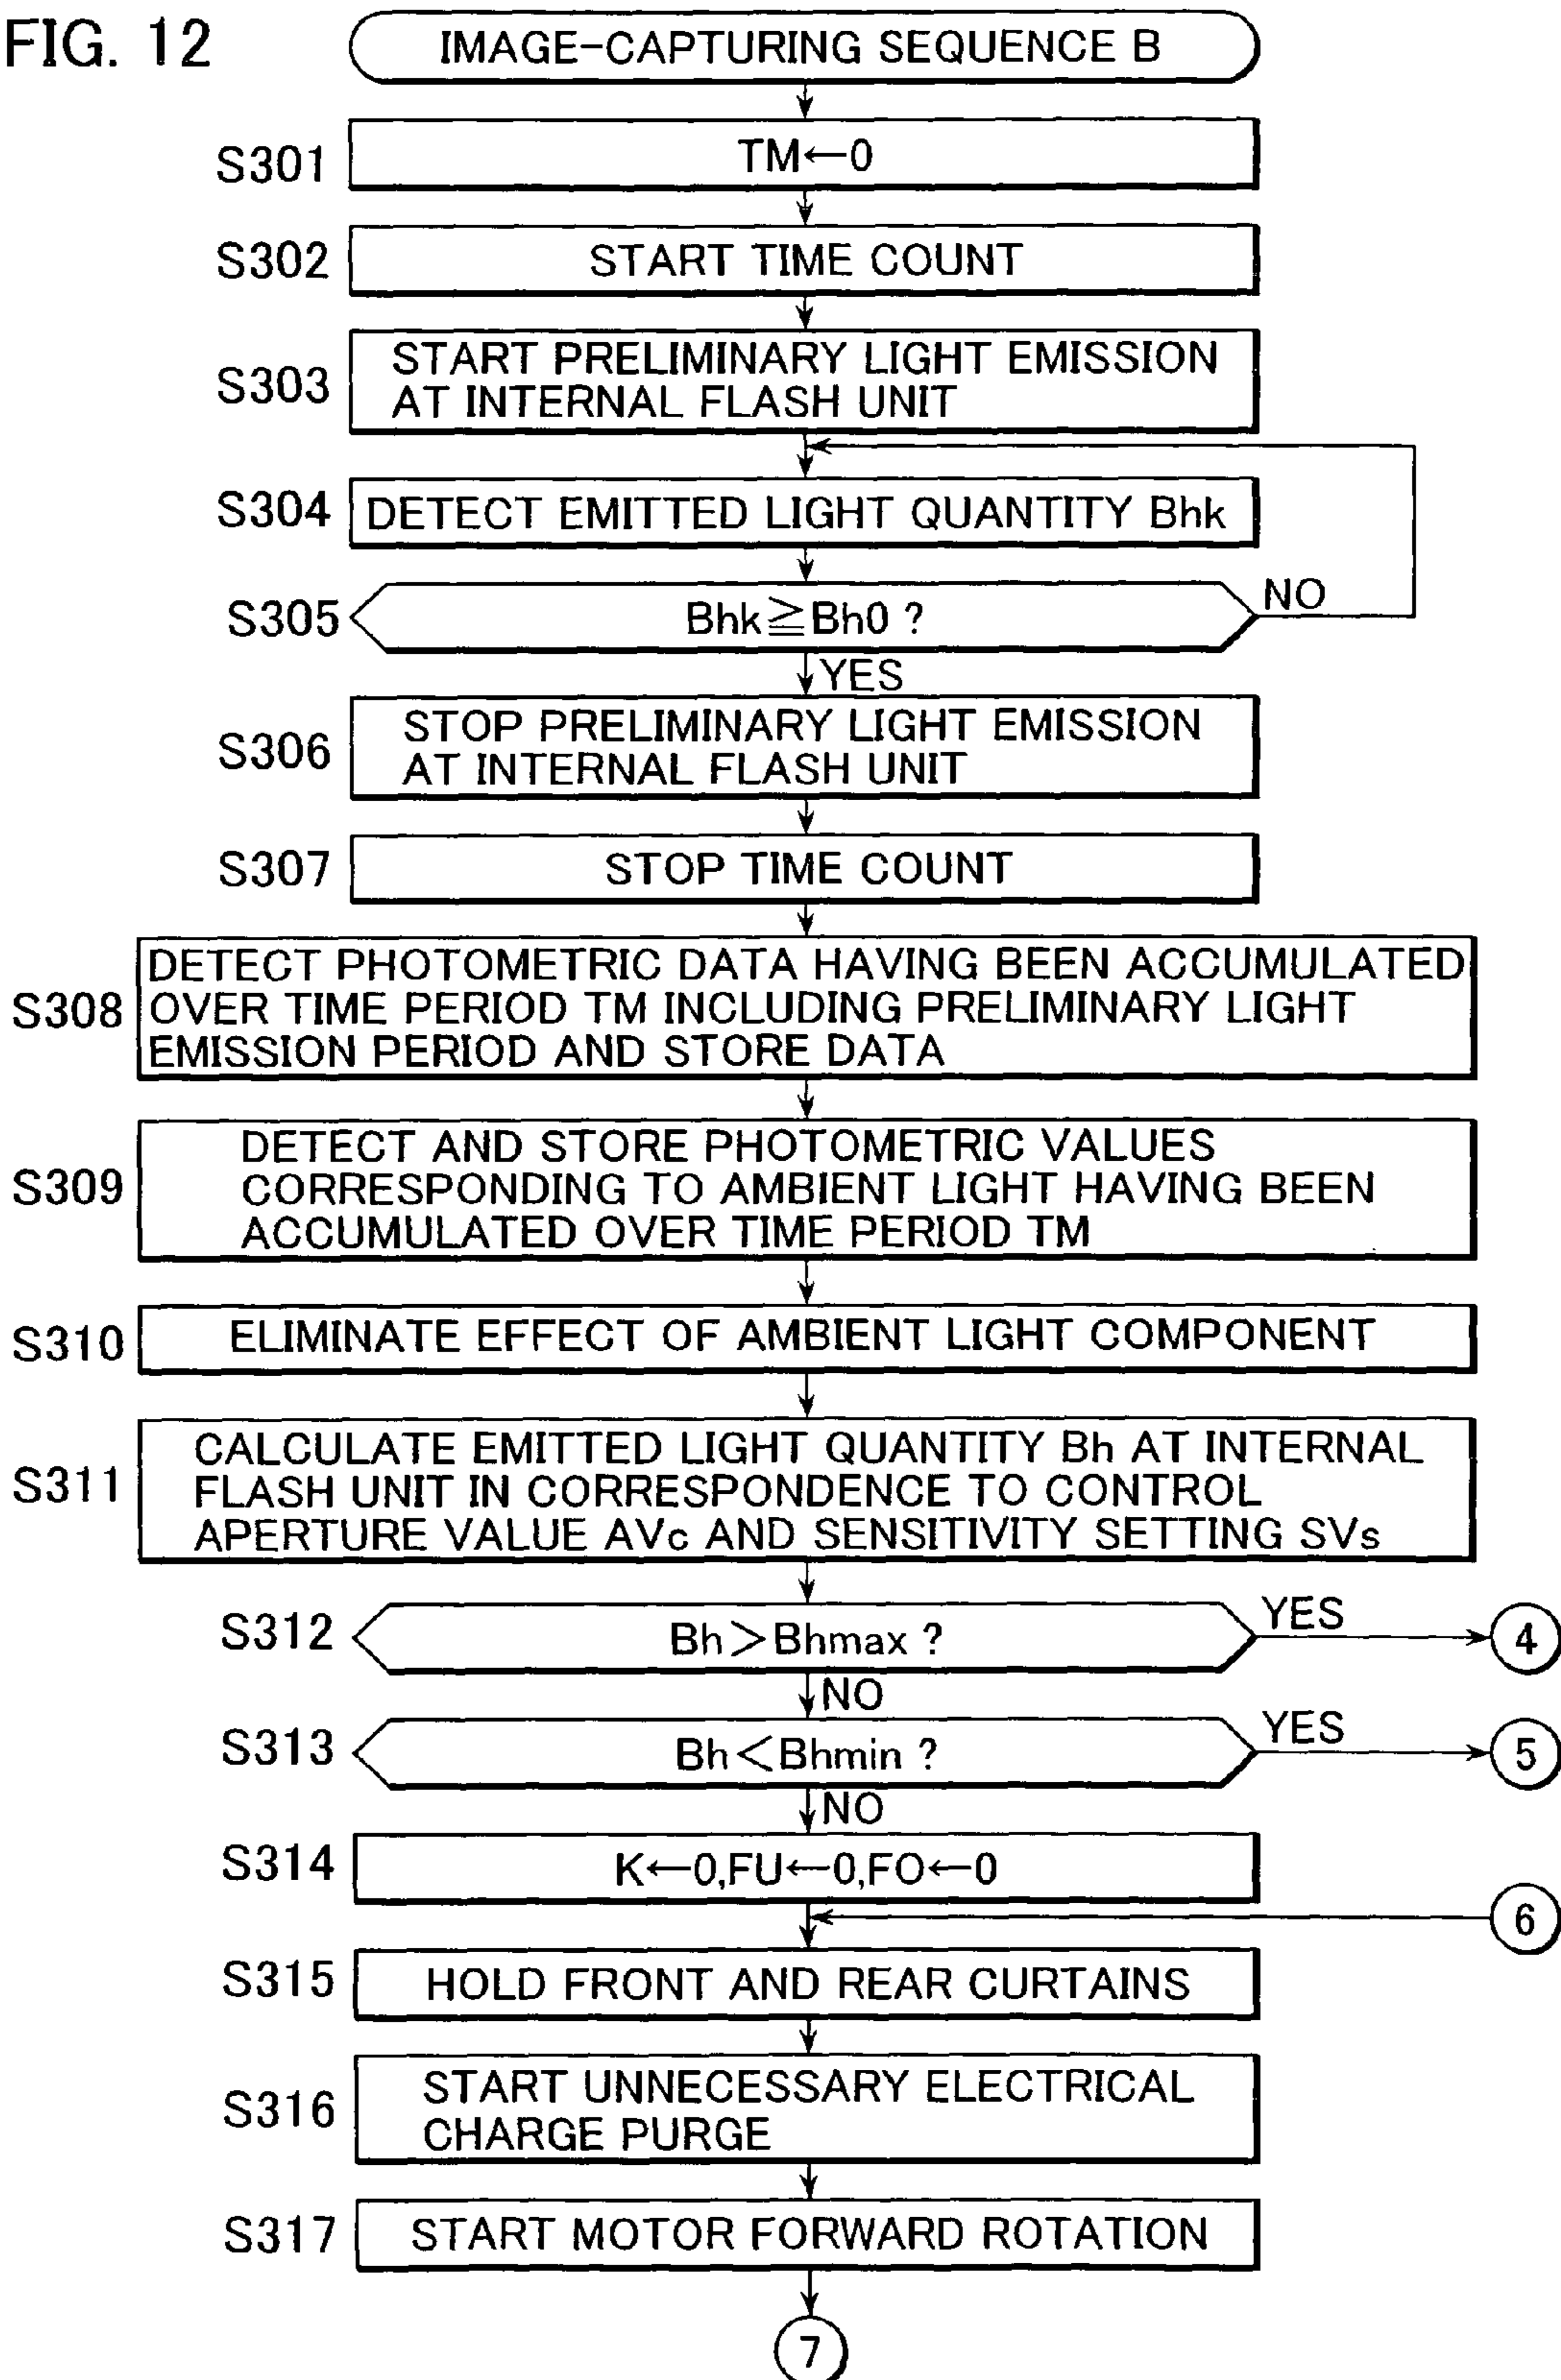 FIG. 12
IMAGE-CAPTURING SEQUENCE B
S301
TM←0
S302
START TIME COUNT
S303
START PRELIMINARY LIGHT EMISSION
AT INTERNAL FLASH UNIT
S304
DETECT EMITTED LIGHT QUANTITY Bhk
S305
Bhk≧Bh0 ?
NO
YES
S306
STOP PRELIMINARY LIGHT EMISSION
AT INTERNAL FLASH UNIT
S307
STOP TIME COUNT
S308
DETECT PHOTOMETRIC DATA HAVING BEEN ACCUMULATED
OVER TIME PERIOD TM INCLUDING PRELIMINARY LIGHT
EMISSION PERIOD AND STORE DATA
S309
DETECT AND STORE PHOTOMETRIC VALUES
CORRESPONDING TO AMBIENT LIGHT HAVING BEEN
ACCUMULATED OVER TIME PERIOD TM
S310
ELIMINATE EFFECT OF AMBIENT LIGHT COMPONENT
S311
CALCULATE EMITTED LIGHT QUANTITY Bh AT INTERNAL
FLASH UNIT IN CORRESPONDENCE TO CONTROL
APERTURE VALUE AVc AND SENSITIVITY SETTING SVs
S312
Bh>Bhmax ?
YES
4
NO
S313
Bh<Bhmin ?
YES
5
NO
S314
K←0,FU←0,FO←0
6
S315
HOLD FRONT AND REAR CURTAINS
S316
START UNNECESSARY ELECTRICAL
CHARGE PURGE
S317
START MOTOR FORWARD ROTATION
7